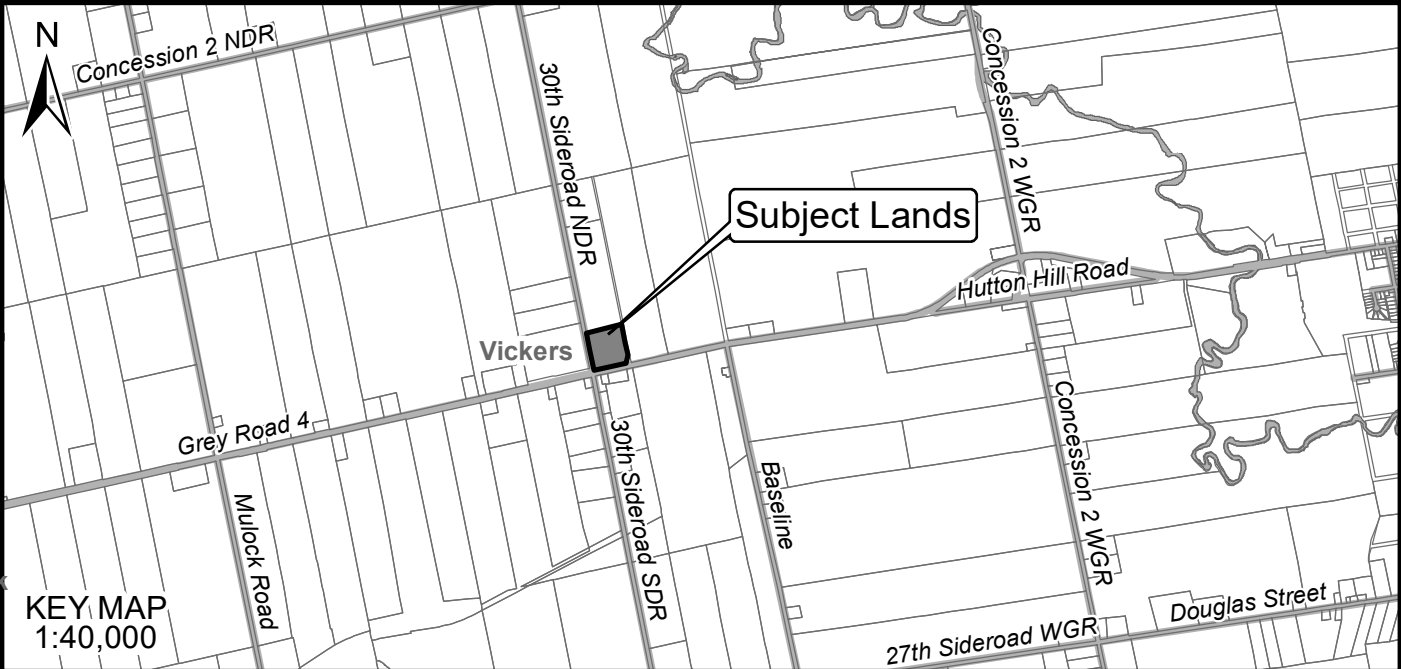 N
Concession 2 NDR
30th Sideroad NDR
Concession 2 WGR
Subject Lands
Hutton Hill Road
Vickers
Grey Road 4
30th Sideroad SDR
Concession 2 WGR
Baseline
Mulock Road
KEY MAP
1:40,000
Douglas Street
27th Sideroad WGR